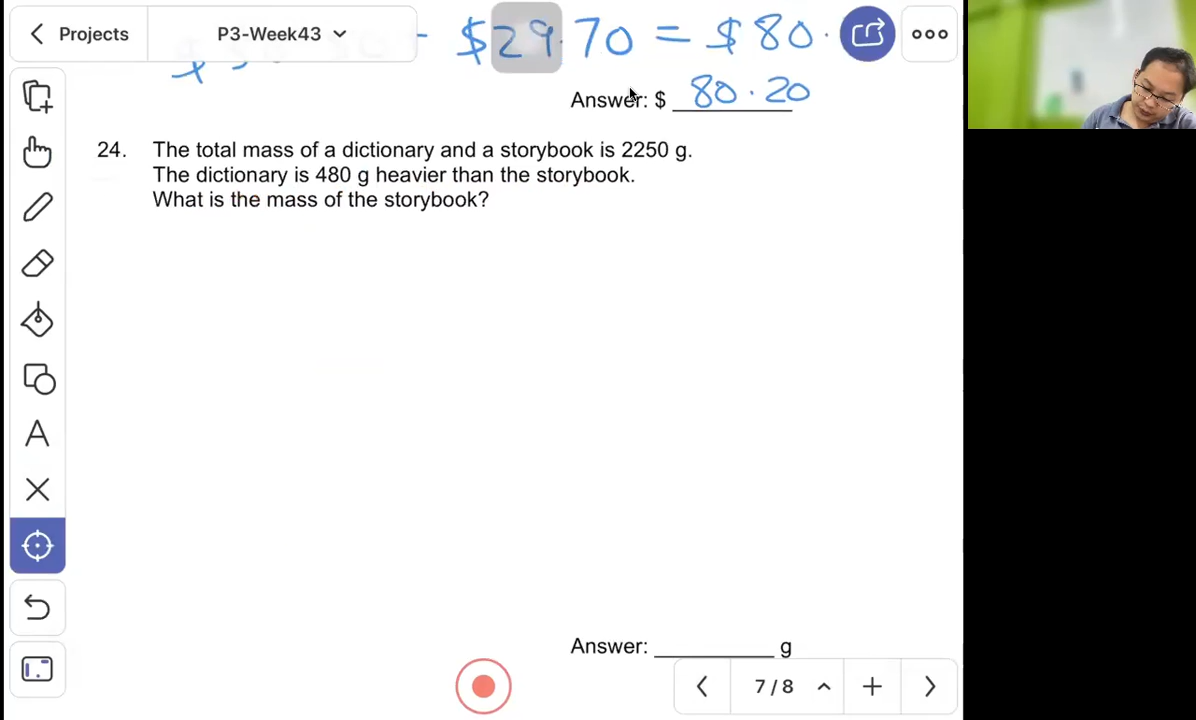 Projects
P3-Week43
- $29.70 = $80.
Answer: $ 80.20
24. The total mass of a dictionary and a storybook is 2250 g.
The dictionary is 480 g heavier than the storybook.
What is the mass of the storybook?
Answer: __________ g
7 / 8